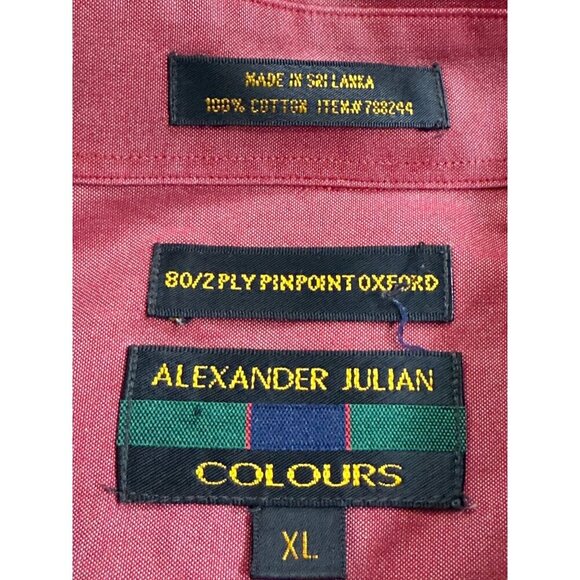 MADE IN SRI LANKA
100% COTTON ITEM# 788244
80/2 PLY PINPOINT OXFORD
ALEXANDER JULIAN
COLOURS
XL